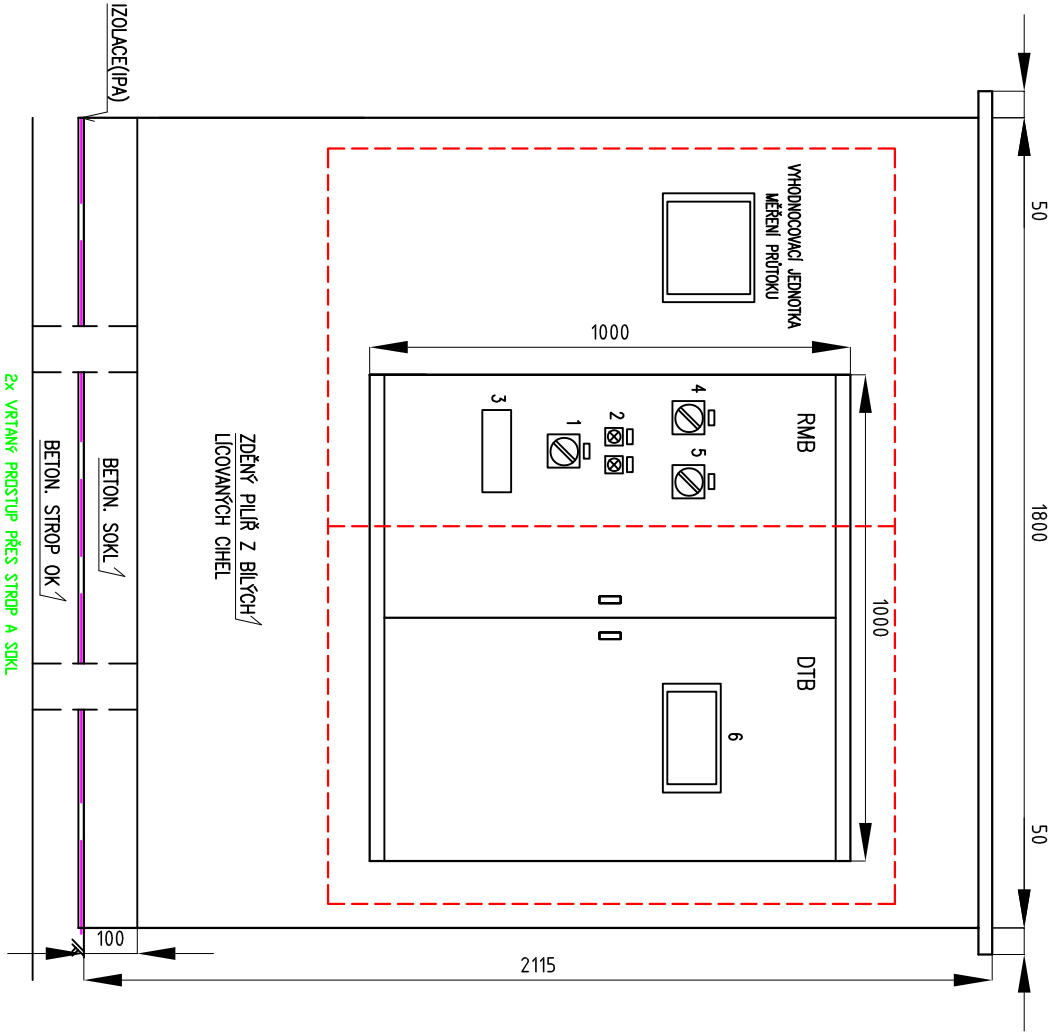 50
1800
50
VYHODNOCOVACÍ JEDNOTKA
MĚŘENÍ PRŮTOKU
1000
1000
RMB
DTB
4
5
2
1
3
6
ZDĚNÝ PILÍŘ Z BÍLÝCH
LÍCOVANÝCH CIHEL
IZOLACE(IPA)
BETON. SOKL
BETON. STROP OK
2x VRTANÝ PROSTUP PŘES STROP A SOKL
100
2115